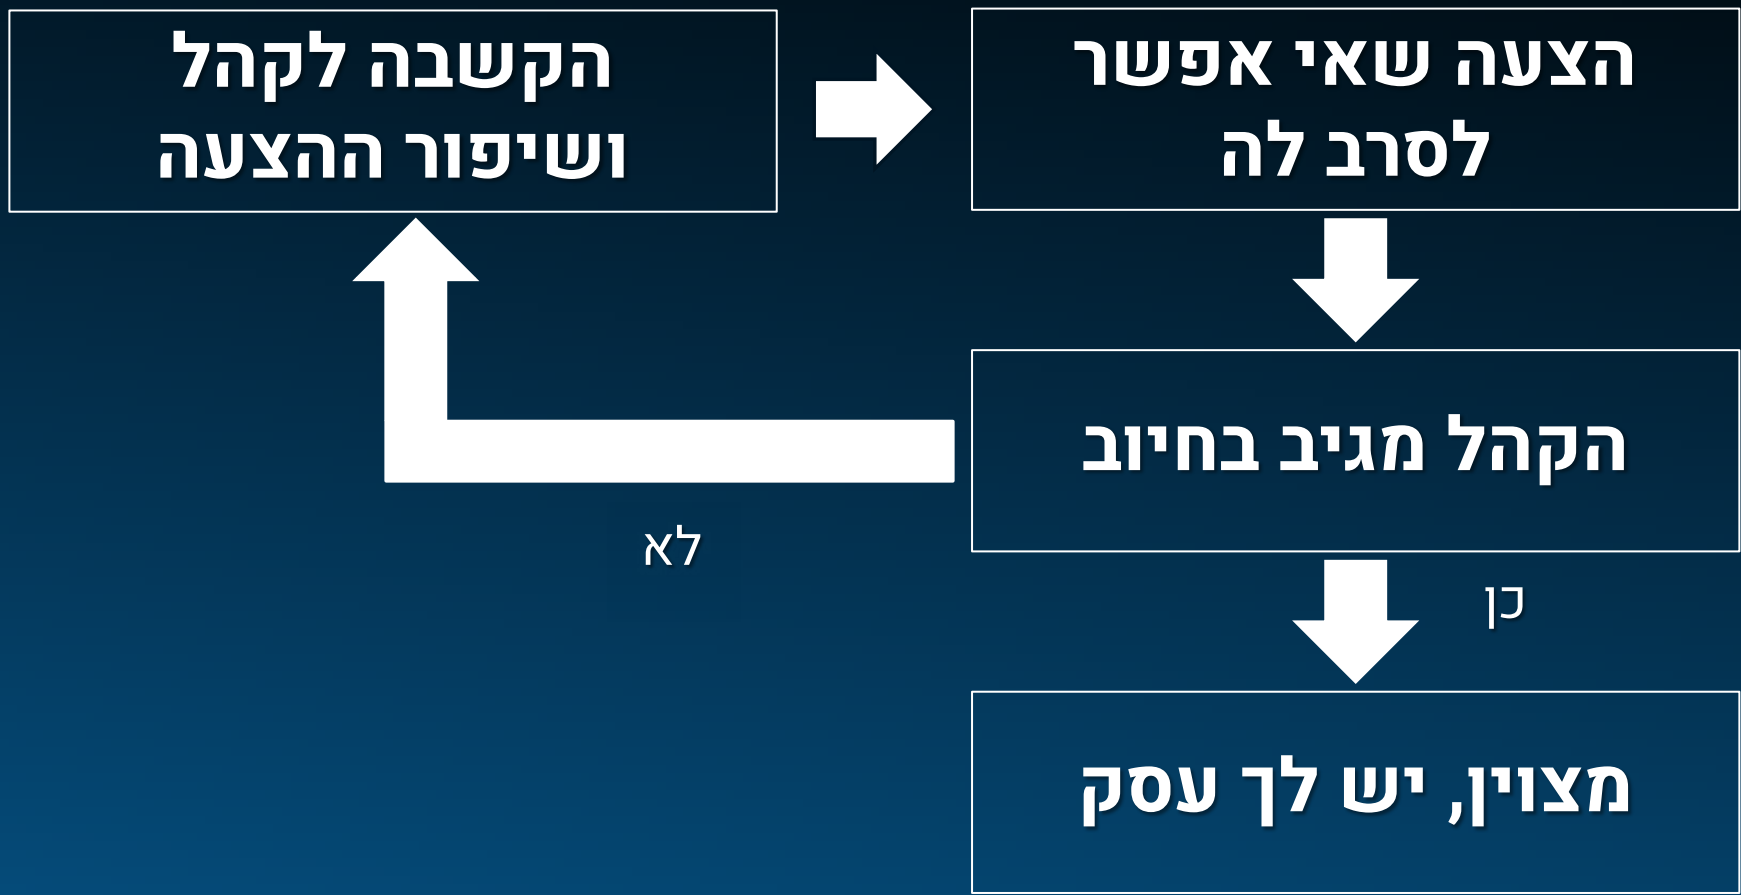 הצעה שאי אפשר
לסרב לה
הקשבה לקהל
ושיפור ההצעה
הקהל מגיב בחיוב
לא
כן
מצוין, יש לך עסק